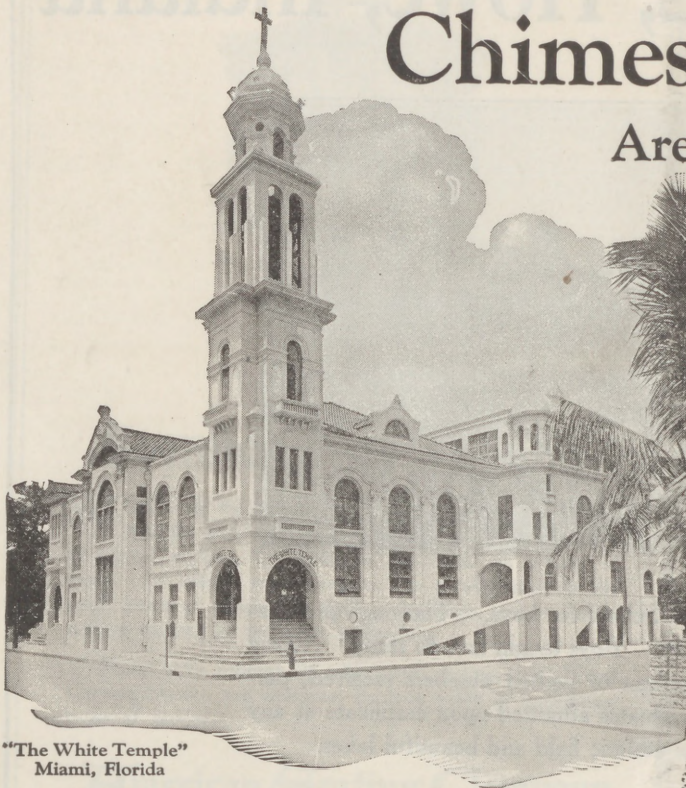 Chimes
Are
THE WHITE TEMPLE
"The White Temple"
Miami, Florida